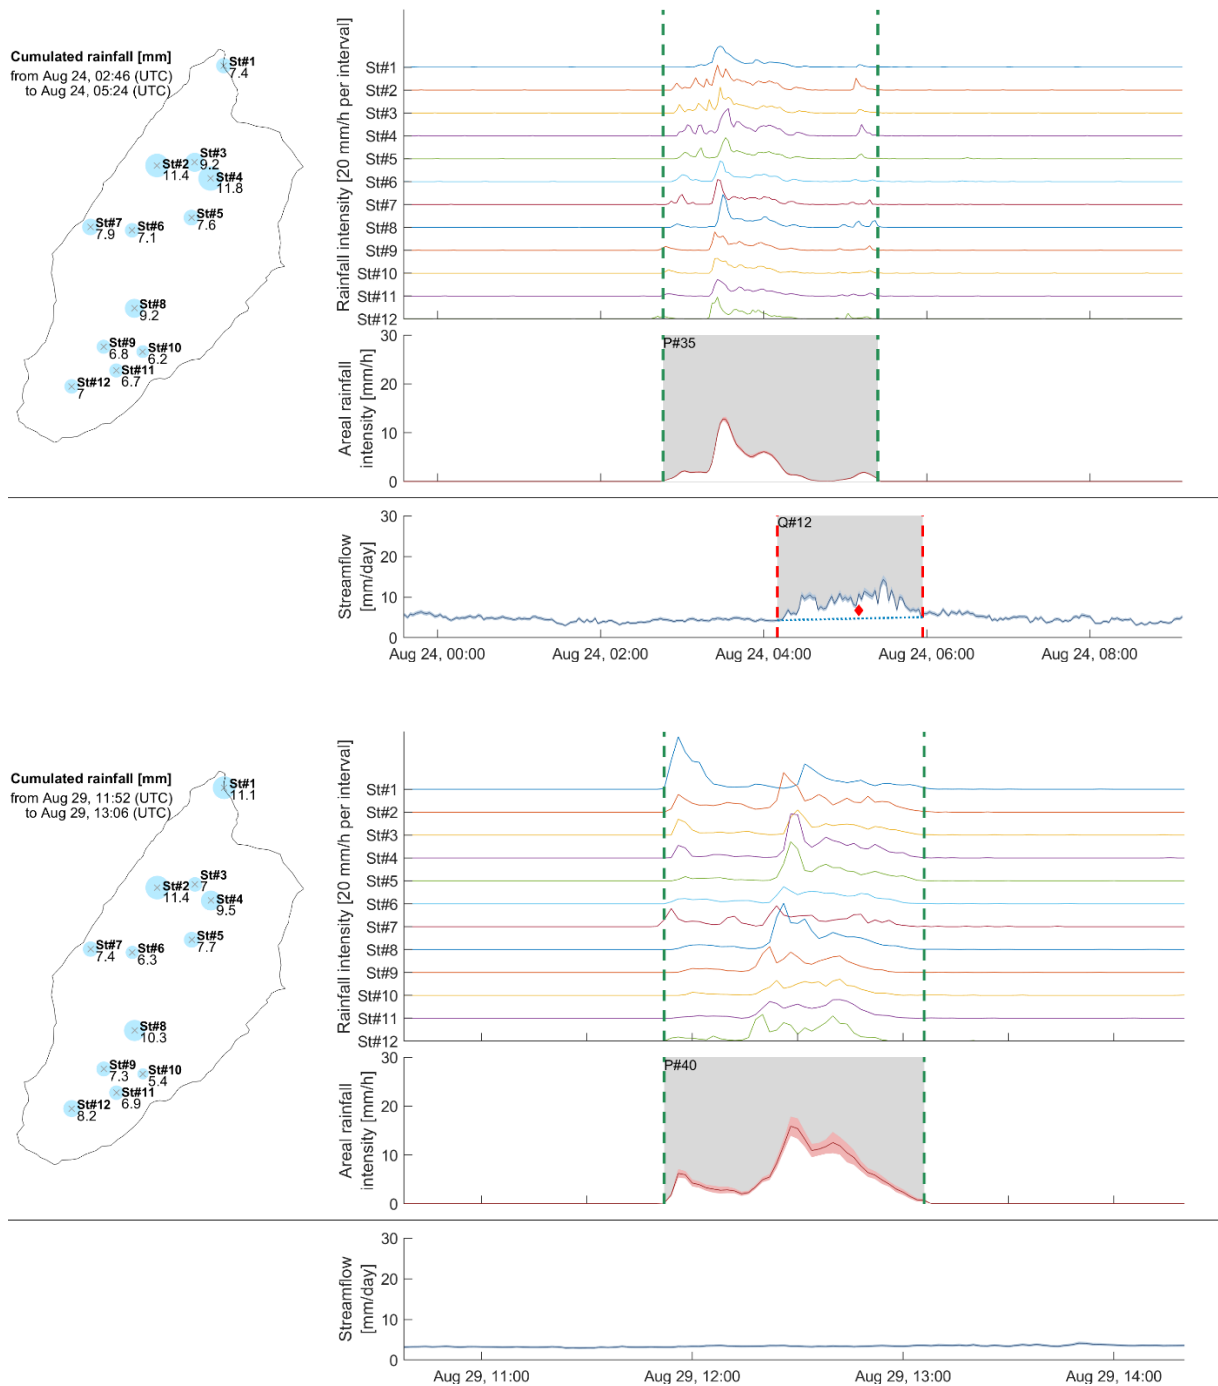 Cumulated rainfall [mm]
from Aug 24, 02:46 (UTC)
to Aug 24, 05:24 (UTC)
St#1
7.4
St#2
11.4
St#3
9.2
St#4
11.8
St#5
7.6
St#6
7.1
St#7
7.9
St#8
9.2
St#9
6.8
St#10
6.2
St#11
6.7
St#12
7
Rainfall intensity [20 mm/h per interval]
St#1
St#2
St#3
St#4
St#5
St#6
St#7
St#8
St#9
St#10
St#11
St#12
Areal rainfall
intensity [mm/h]
30
20
10
0
P#35
Streamflow
[mm/day]
30
20
10
0
Q#12
Aug 24, 00:00
Aug 24, 02:00
Aug 24, 04:00
Aug 24, 06:00
Aug 24, 08:00
Cumulated rainfall [mm]
from Aug 29, 11:52 (UTC)
to Aug 29, 13:06 (UTC)
St#1
11.1
St#2
11.4
St#3
7
St#4
9.5
St#5
7.7
St#6
6.3
St#7
7.4
St#8
10.3
St#9
7.3
St#10
5.4
St#11
6.9
St#12
8.2
Rainfall intensity [20 mm/h per interval]
St#1
St#2
St#3
St#4
St#5
St#6
St#7
St#8
St#9
St#10
St#11
St#12
Areal rainfall
intensity [mm/h]
30
20
10
0
P#40
Streamflow
[mm/day]
30
20
10
0
Aug 29, 11:00
Aug 29, 12:00
Aug 29, 13:00
Aug 29, 14:00